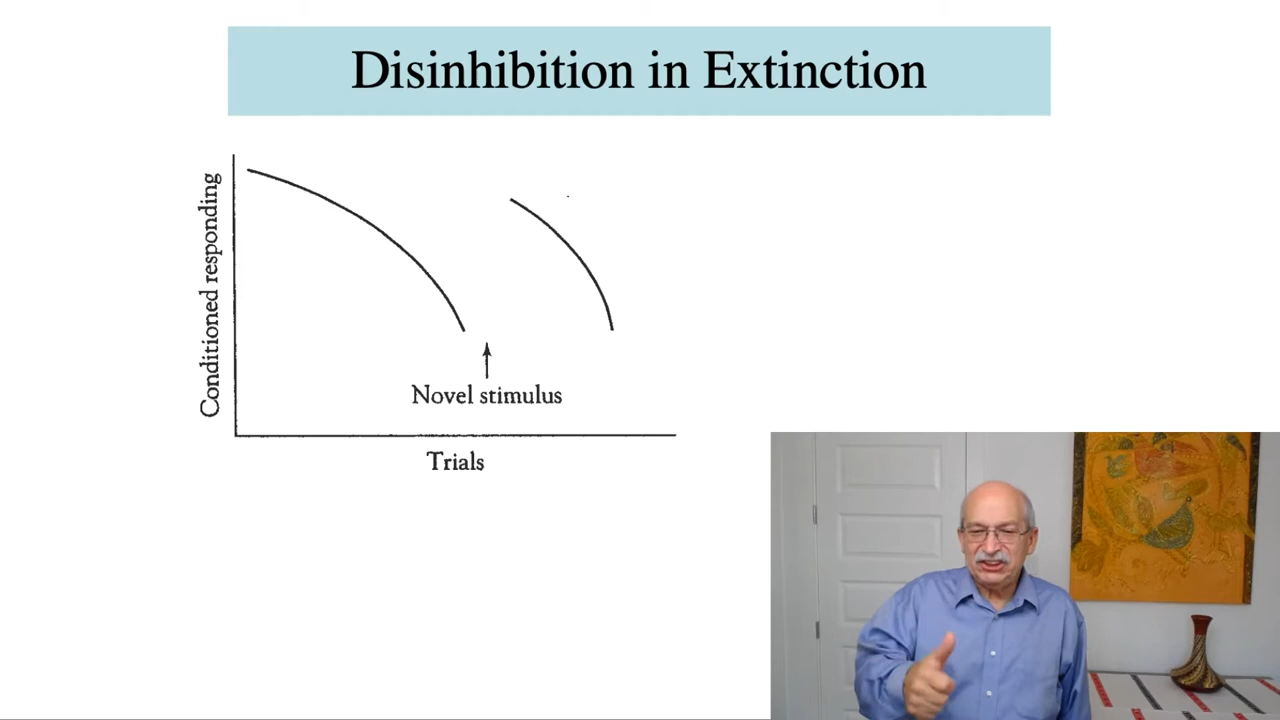 Disinhibition in Extinction
Conditioned responding
Novel stimulus
Trials